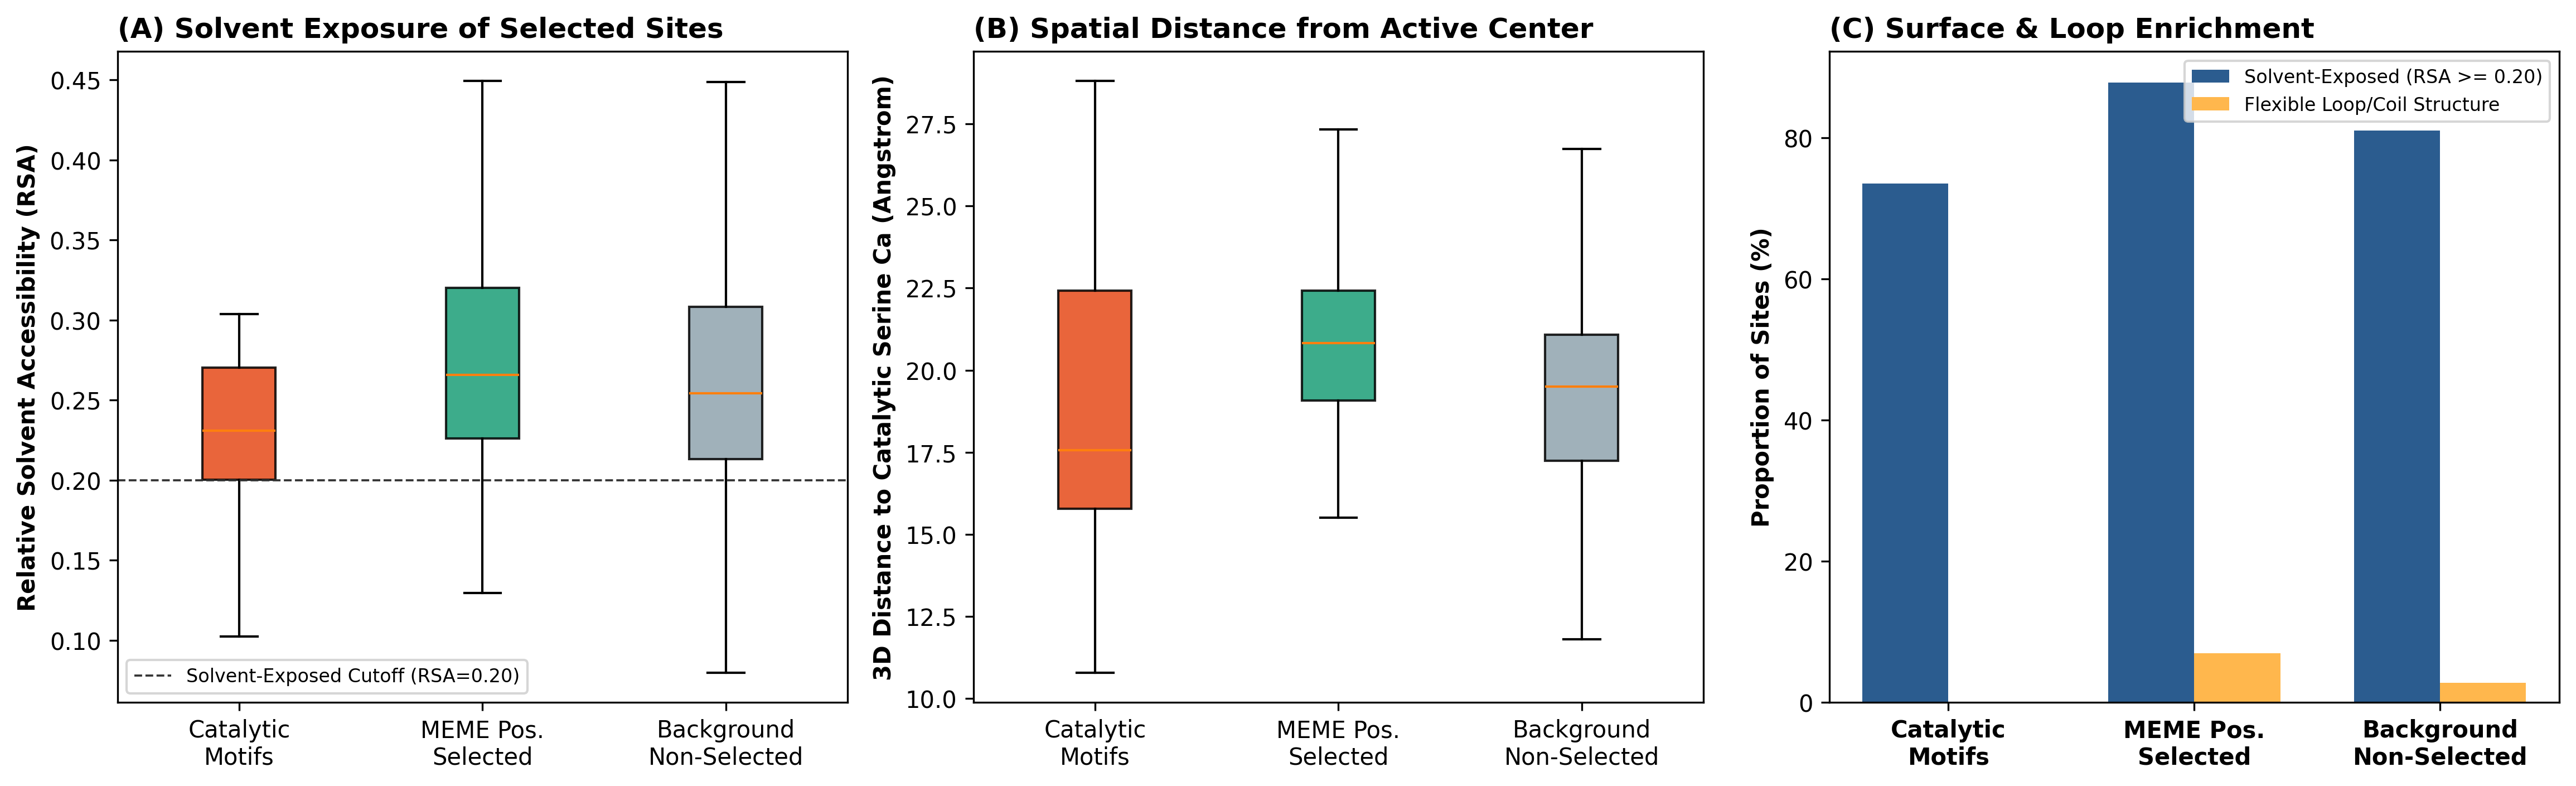 (A) Solvent Exposure of Selected Sites
Relative Solvent Accessibility (RSA)
0.45
0.40
0.35
0.30
0.25
0.20
0.15
0.10
Solvent-Exposed Cutoff (RSA=0.20)
Catalytic
Motifs
MEME Pos.
Selected
Background
Non-Selected
(B) Spatial Distance from Active Center
3D Distance to Catalytic Serine Ca (Angstrom)
27.5
25.0
22.5
20.0
17.5
15.0
12.5
10.0
Catalytic
Motifs
MEME Pos.
Selected
Background
Non-Selected
(C) Surface & Loop Enrichment
Proportion of Sites (%)
80
60
40
20
0
Solvent-Exposed (RSA >= 0.20)
Flexible Loop/Coil Structure
Catalytic
Motifs
MEME Pos.
Selected
Background
Non-Selected